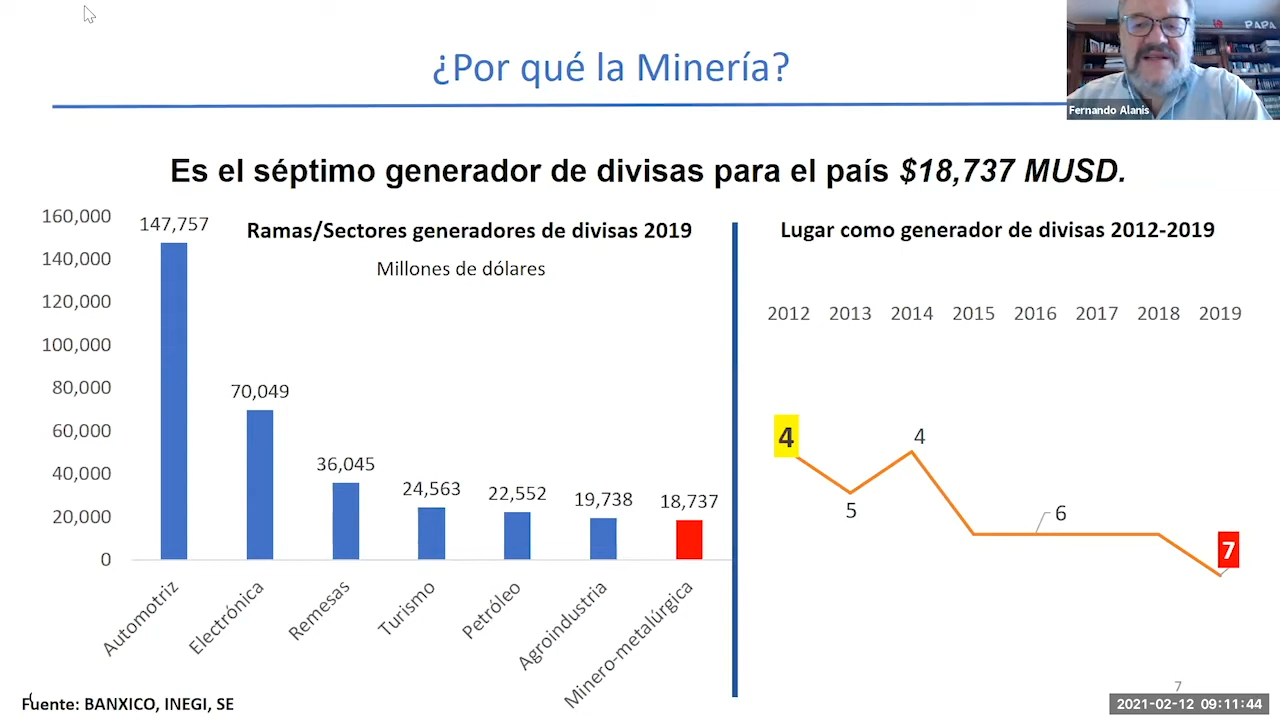 PAPA
Fernando Alanis
¿Por qué la Minería?
Es el séptimo generador de divisas para el país $18,737 MUSD.
Ramas/Sectores generadores de divisas 2019
Millones de dólares
160,000
140,000
120,000
100,000
80,000
60,000
40,000
20,000
0
147,757
70,049
36,045
24,563
22,552
19,738
18,737
Automotriz
Electrónica
Remesas
Turismo
Petróleo
Agroindustria
Minero-metalúrgica
Lugar como generador de divisas 2012-2019
2012 2013 2014 2015 2016 2017 2018 2019
4
5
4
6
7
Fuente: BANXICO, INEGI, SE
7
2021-02-12 09:11:44